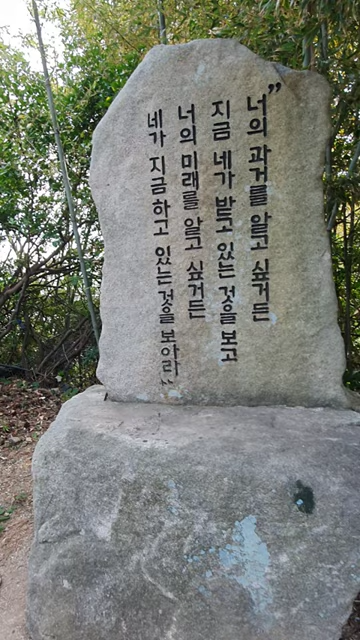 "너의 과거를 알고 싶거든
지금 네가 받고 있는 것을 보고
너의 미래를 알고 싶거든
네가 지금 하고 있는 것을 보아라"